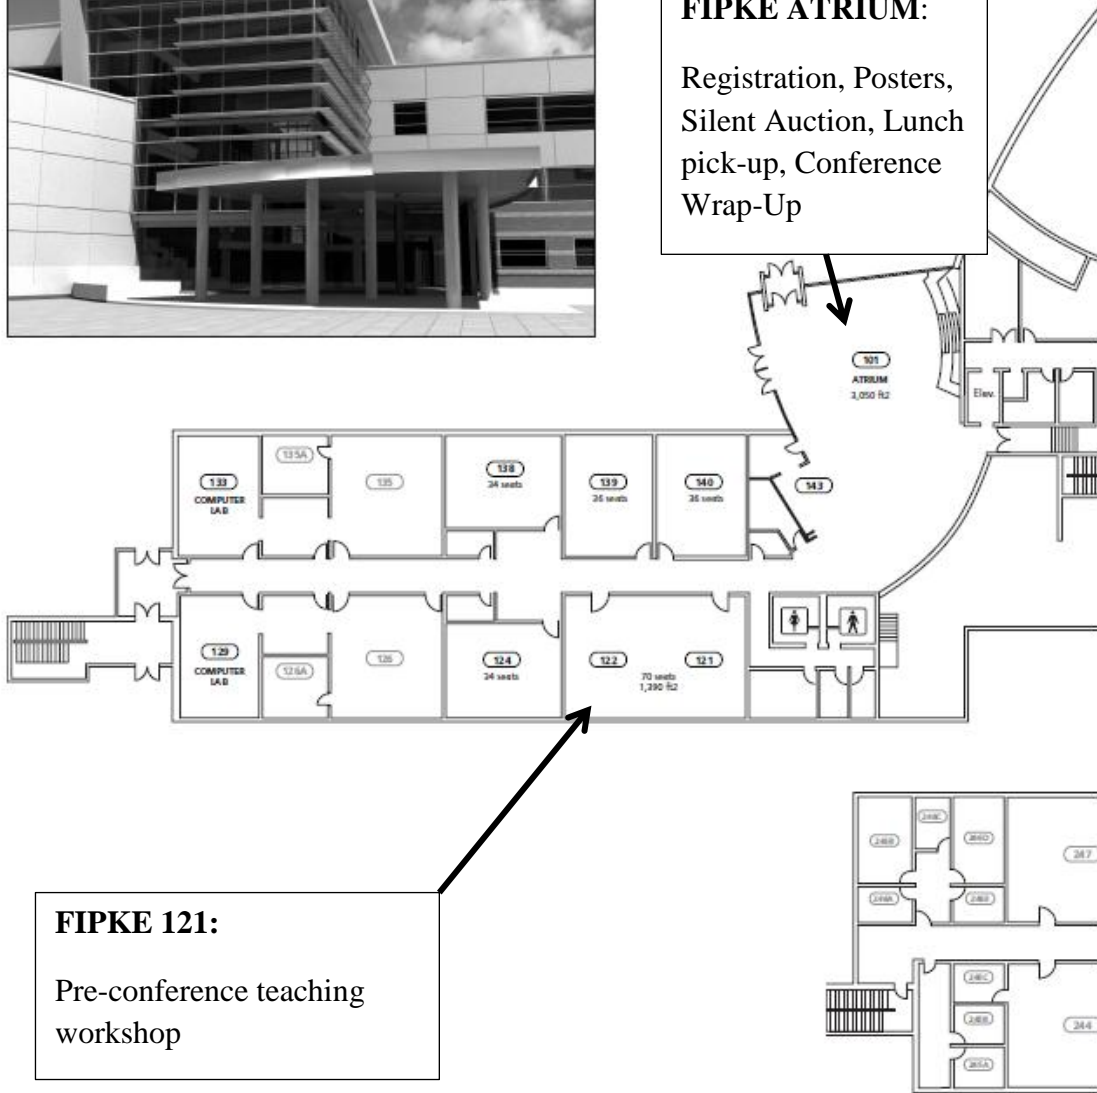 FIPKE ATRIUM:
Registration, Posters,
Silent Auction, Lunch
pick-up, Conference
Wrap-Up
101
ATRIUM
3,050 ft2
Elev.
133
COMPUTER
LAB
135A
135
138
34 seats
139
36 seats
140
36 seats
143
129
COMPUTER
LAB
126A
126
124
34 seats
122
121
70 seats
1,390 ft2
247
244
FIPKE 121:
Pre-conference teaching
workshop